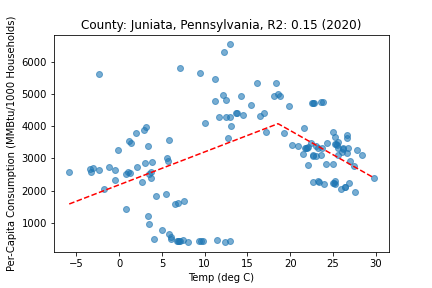 County: Juniata, Pennsylvania, R2: 0.15 (2020)
Per-Capita Consumption (MMBtu/1000 Households)
6000
5000
4000
3000
2000
1000
−5 0 5 10 15 20 25 30
Temp (deg C)